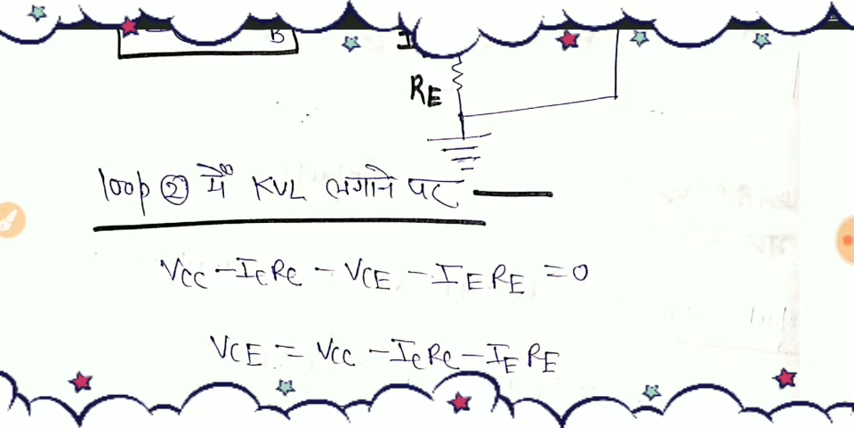 B I
RE
loop ② में KVL लगाने पर
VCC - ICRC - VCE - IERE = 0
VCE = VCC - ICRC - IERE